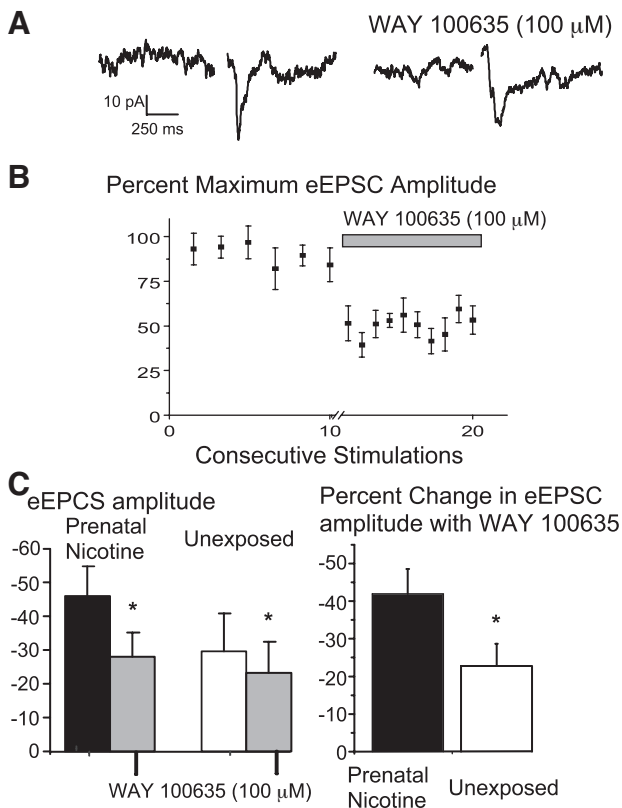 A
WAY 100635 (100 µM)
10 pA
250 ms
B
Percent Maximum eEPSC Amplitude
WAY 100635 (100 µM)
100
75
50
25
0
0
10
20
Consecutive Stimulations
C
eEPCS amplitude
Prenatal
Nicotine
Unexposed
-60
-50
-40
-30
-20
-10
0
*
*
WAY 100635 (100 µM)
Percent Change in eEPSC
amplitude with WAY 100635
-50
-40
-30
-20
-10
0
*
Prenatal
Nicotine
Unexposed